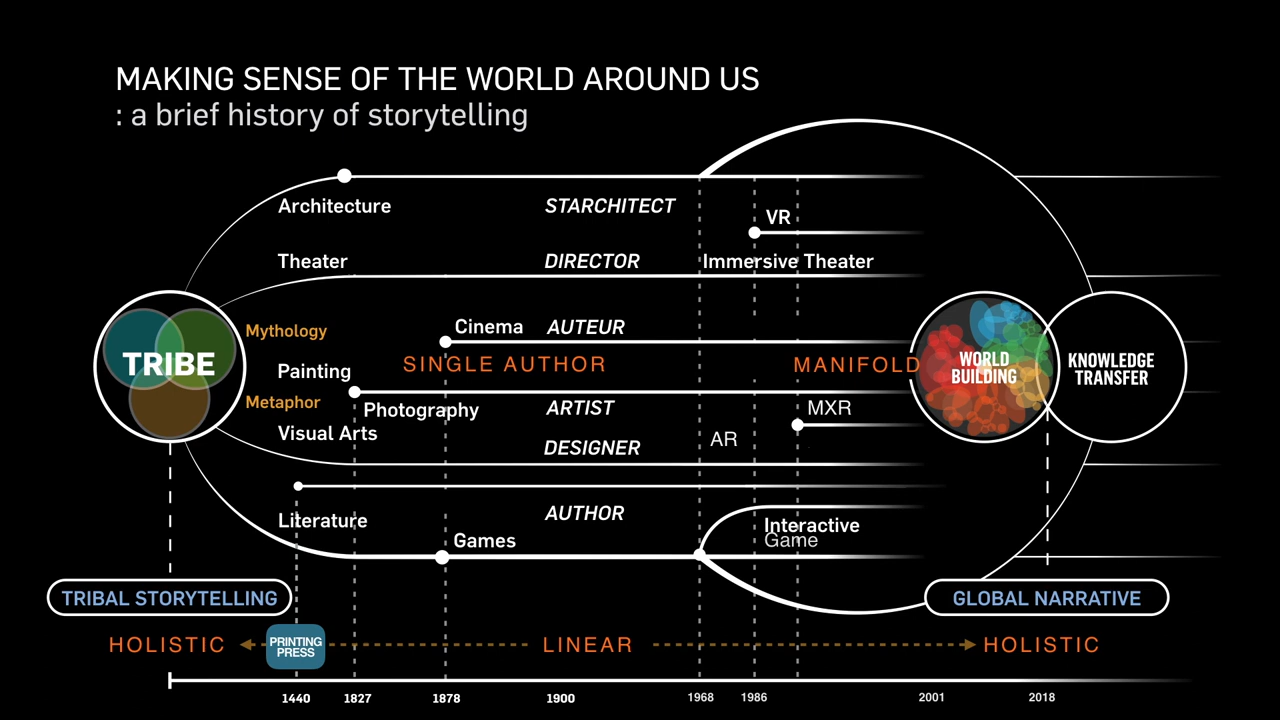 MAKING SENSE OF THE WORLD AROUND US
: a brief history of storytelling
Architecture
STARCHITECT
VR
Theater
DIRECTOR
Immersive Theater
Mythology
Cinema
AUTEUR
TRIBE
SINGLE AUTHOR
MANIFOLD
WORLD
BUILDING
KNOWLEDGE
TRANSFER
Painting
Metaphor
Photography
ARTIST
MXR
Visual Arts
DESIGNER
AR
Literature
AUTHOR
Interactive
Game
Games
TRIBAL STORYTELLING
GLOBAL NARRATIVE
HOLISTIC
PRINTING
PRESS
LINEAR
HOLISTIC
1440
1827
1878
1900
1968
1986
2001
2018